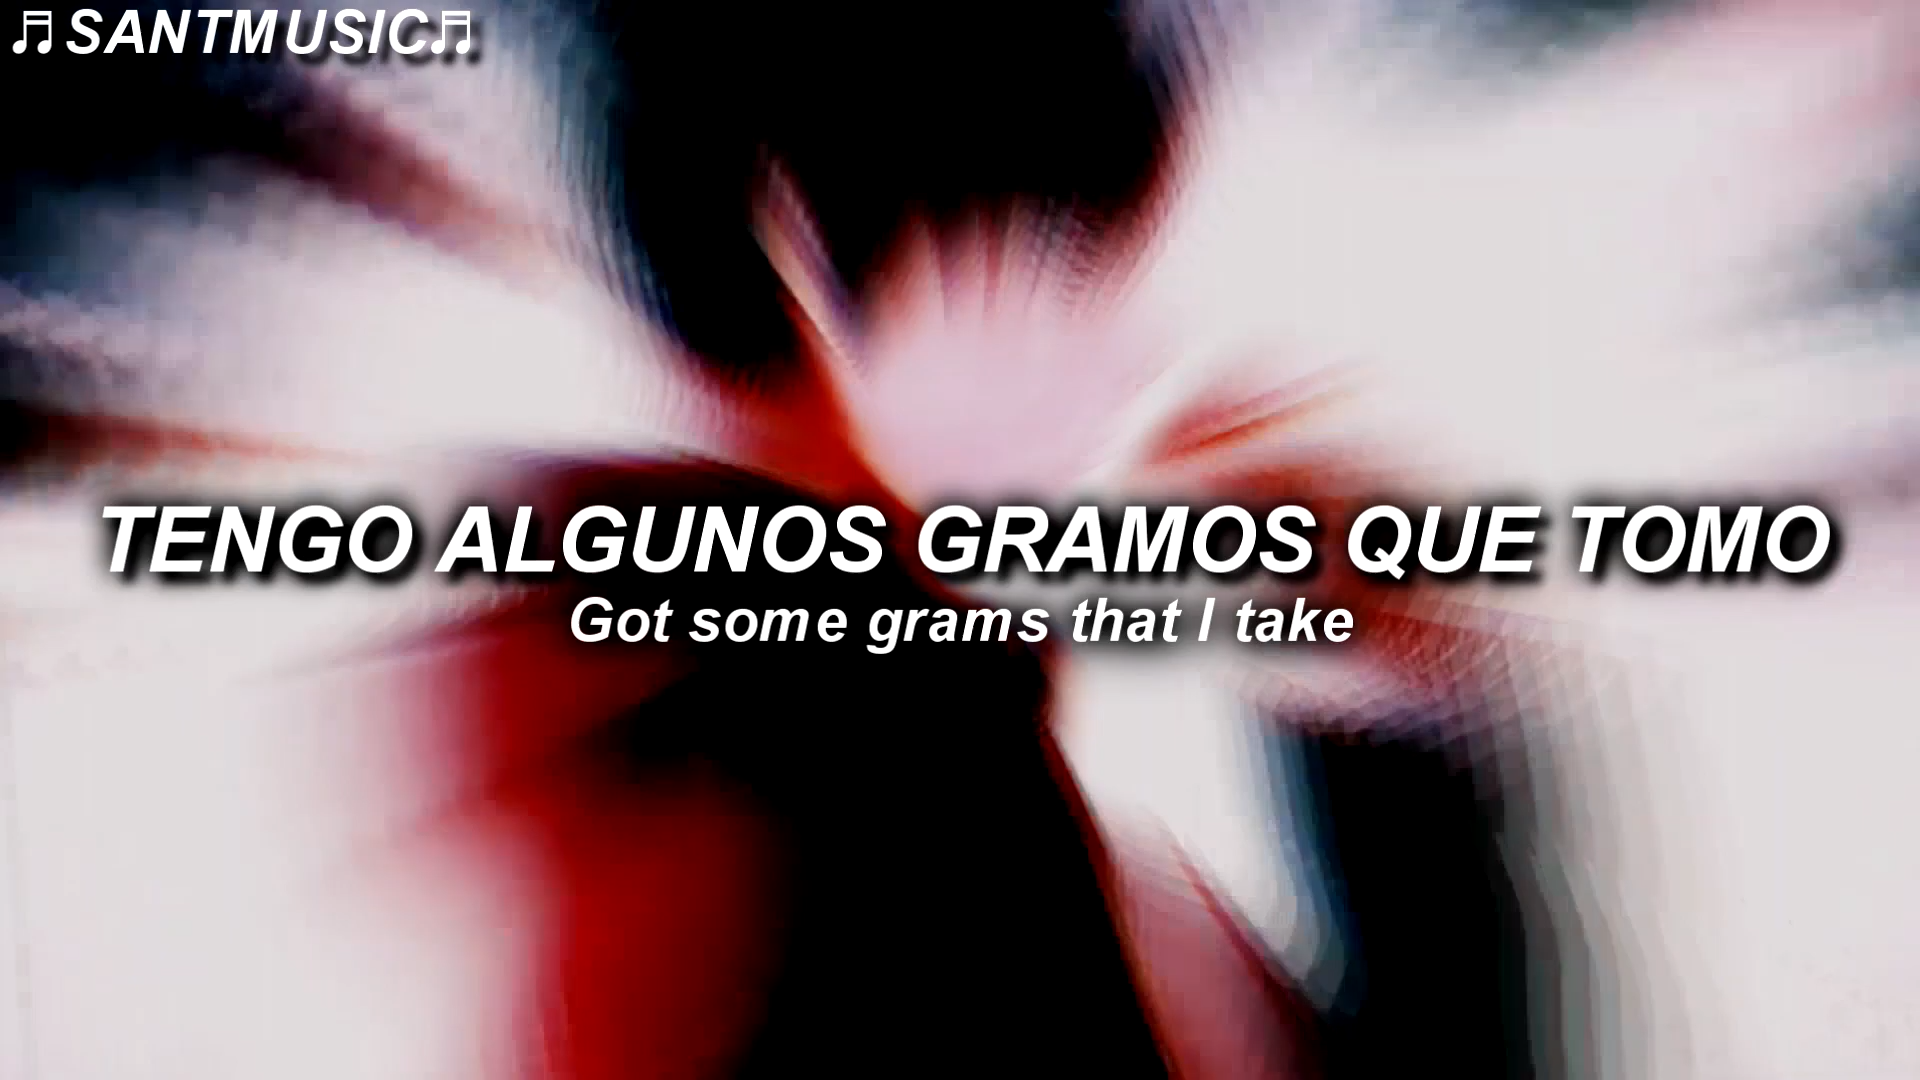 ♬SANTMUSIC♬
TENGO ALGUNOS GRAMOS QUE TOMO
Got some grams that I take